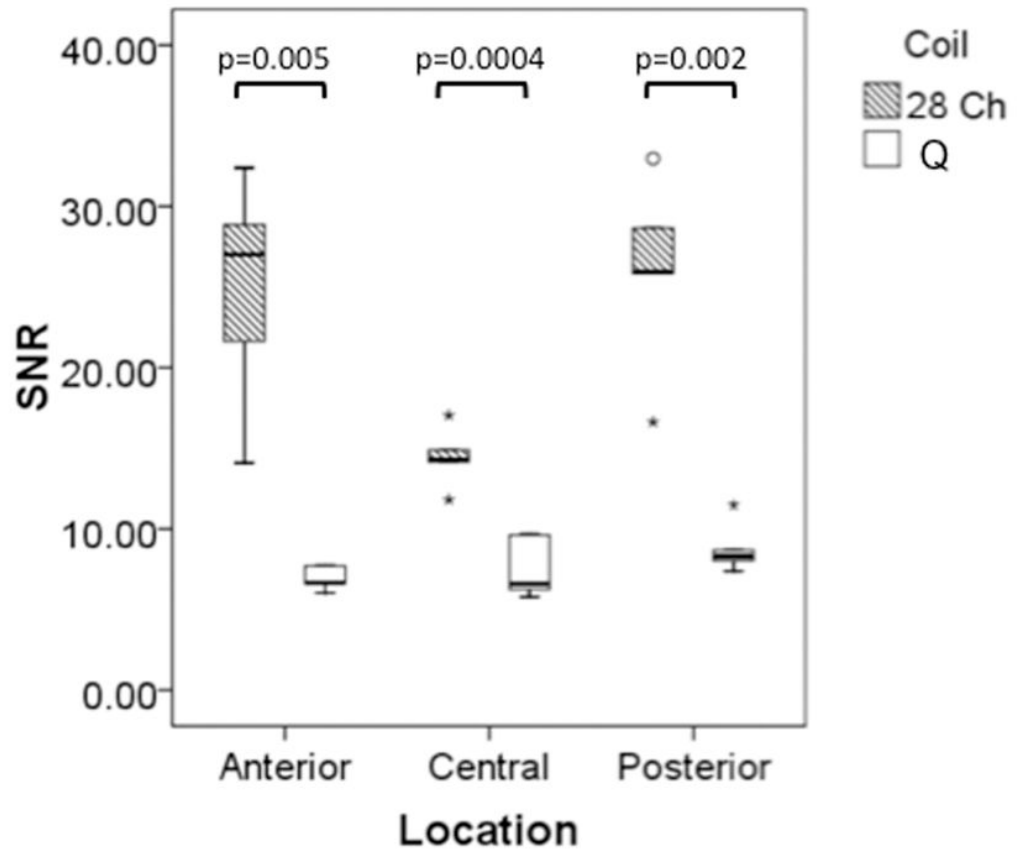 40.00
30.00
20.00
10.00
0.00
SNR
p=0.005
p=0.0004
p=0.002
Coil
28 Ch
Q
Anterior
Central
Posterior
Location